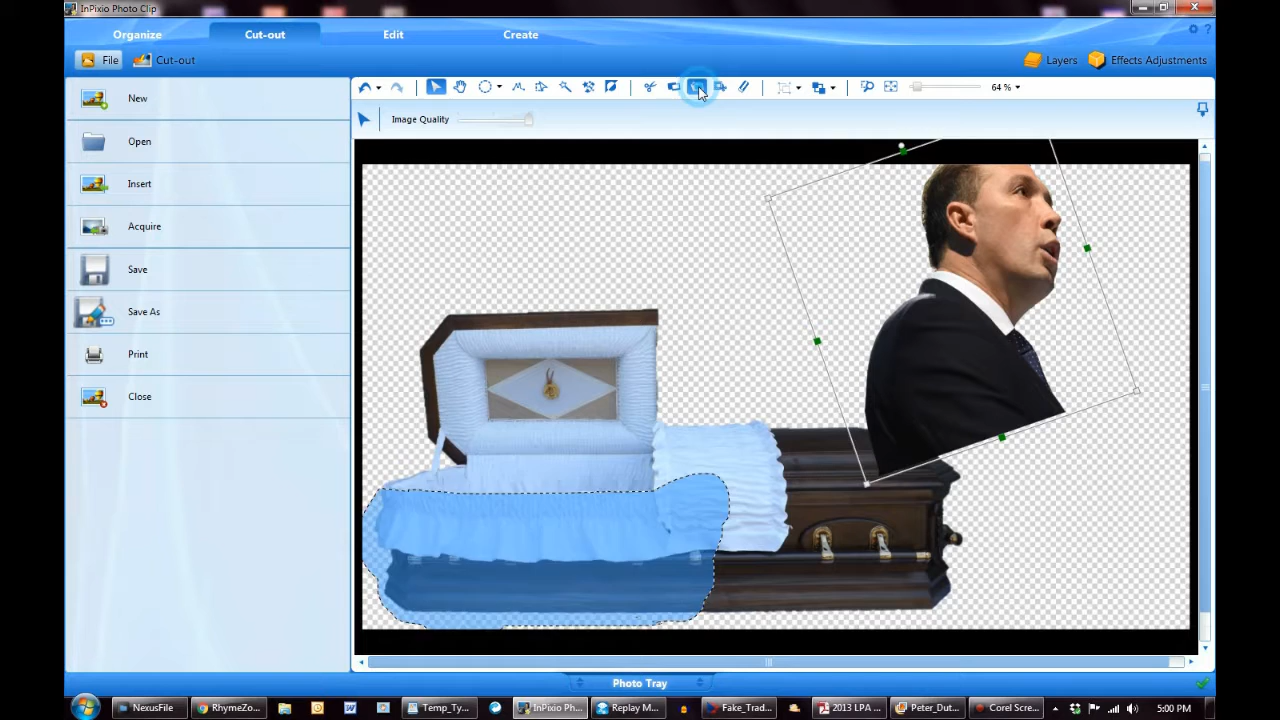 InPixio Photo Clip
Organize
Cut-out
Edit
Create
File
Cut-out
Layers
Effects Adjustments
New
64 %
Image Quality
Open
Insert
Acquire
Save
Save As
Print
Close
Photo Tray
NexusFile
RhymeZo...
Temp_Ty...
InPixio Ph...
Replay M...
Fake_Trad...
2013 LPA ...
Peter_Dut...
Corel Scre...
5:00 PM